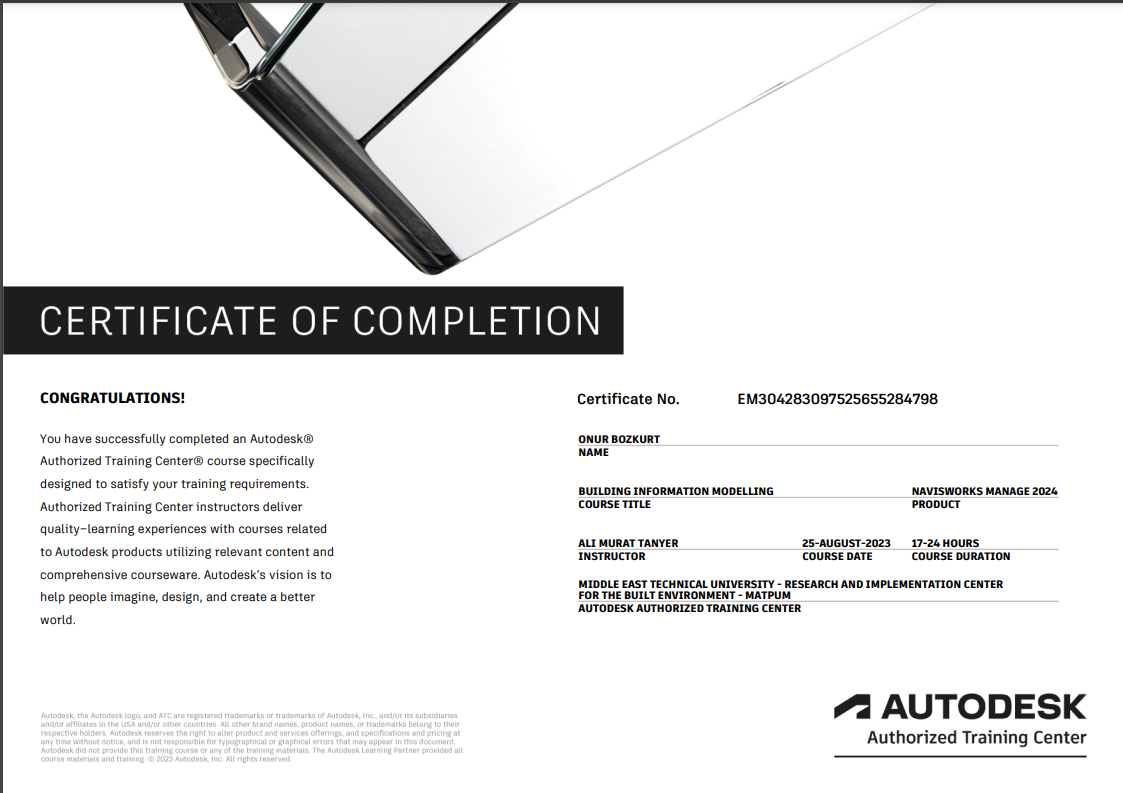 CERTIFICATE OF COMPLETION
CONGRATULATIONS!
You have successfully completed an Autodesk®
Authorized Training Center® course specifically
designed to satisfy your training requirements.
Authorized Training Center instructors deliver
quality-learning experiences with courses related
to Autodesk products utilizing relevant content and
comprehensive courseware. Autodesk's vision is to
help people imagine, design, and create a better
world.
Certificate No. EM304283097525655284798
ONUR BOZKURT
NAME
BUILDING INFORMATION MODELLING NAVISWORKS MANAGE 2024
COURSE TITLE PRODUCT
ALI MURAT TANYER 25-AUGUST-2023 17-24 HOURS
INSTRUCTOR COURSE DATE COURSE DURATION
MIDDLE EAST TECHNICAL UNIVERSITY - RESEARCH AND IMPLEMENTATION CENTER
FOR THE BUILT ENVIRONMENT - MATPUM
AUTODESK AUTHORIZED TRAINING CENTER
Autodesk, the Autodesk logo, and ATC are registered trademarks or trademarks of Autodesk, Inc., and/or its subsidiaries
and/or affiliates in the USA and/or other countries. All other brand names, product names, or trademarks belong to their
respective holders. Autodesk reserves the right to alter product and services offerings, and specifications and pricing at
any time without notice, and is not responsible for typographical or graphical errors that may appear in this document.
Autodesk did not provide this training course or any of the training materials. The Autodesk Learning Partner provided all
course materials and training. © 2023 Autodesk, Inc. All rights reserved.
AUTODESK
Authorized Training Center